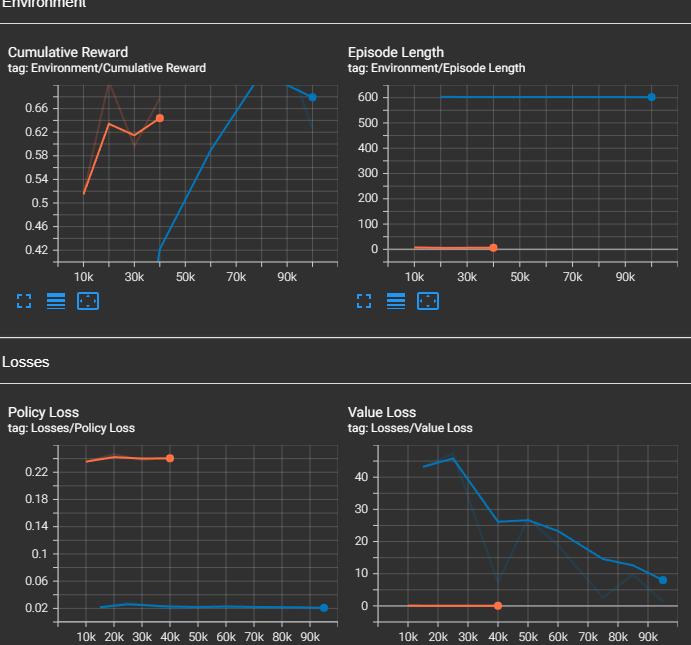 Environment
Cumulative Reward
tag: Environment/Cumulative Reward
0.66
0.62
0.58
0.54
0.5
0.46
0.42
10k 30k 50k 70k 90k
Episode Length
tag: Environment/Episode Length
600
500
400
300
200
100
0
10k 30k 50k 70k 90k
Losses
Policy Loss
tag: Losses/Policy Loss
0.22
0.18
0.14
0.1
0.06
0.02
10k 20k 30k 40k 50k 60k 70k 80k 90k
Value Loss
tag: Losses/Value Loss
40
30
20
10
0
10k 20k 30k 40k 50k 60k 70k 80k 90k